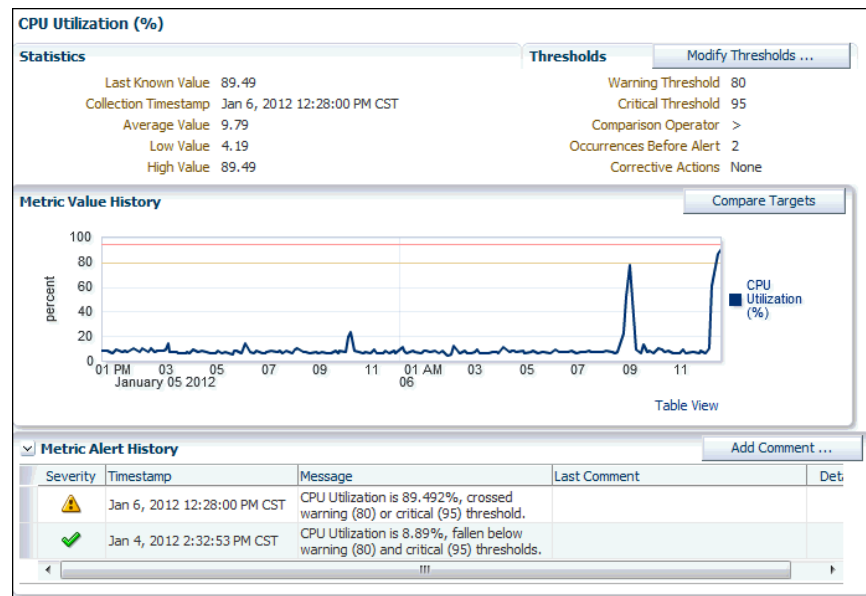 CPU Utilization (%)
Statistics
Last Known Value 89.49
Collection Timestamp Jan 6, 2012 12:28:00 PM CST
Average Value 9.79
Low Value 4.19
High Value 89.49
Thresholds
Modify Thresholds ...
Warning Threshold 80
Critical Threshold 95
Comparison Operator >
Occurrences Before Alert 2
Corrective Actions None
Metric Value History
Compare Targets
percent
100
80
60
40
20
0
01 PM 03 05 07 09 11 01 AM 03 05 07 09 11
January 05 2012 06
CPU
Utilization
(%)
Table View
Metric Alert History
Add Comment ...
Severity Timestamp Message Last Comment Det
Jan 6, 2012 12:28:00 PM CST
CPU Utilization is 89.492%, crossed
warning (80) or critical (95) threshold.
Jan 4, 2012 2:32:53 PM CST
CPU Utilization is 8.89%, fallen below
warning (80) and critical (95) thresholds.